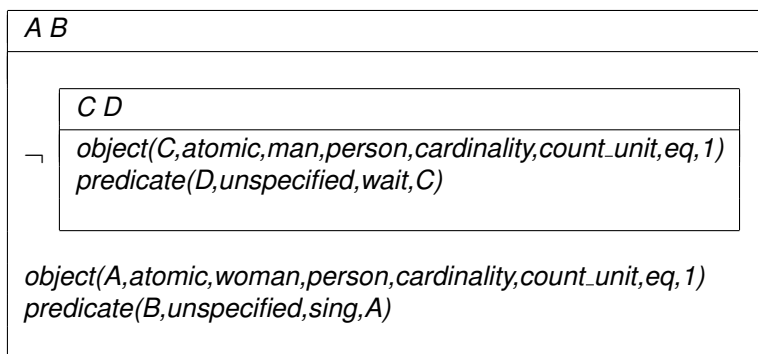 A B
C D
¬
object(C,atomic,man,person,cardinality,count_unit,eq,1)
predicate(D,unspecified,wait,C)
object(A,atomic,woman,person,cardinality,count_unit,eq,1)
predicate(B,unspecified,sing,A)